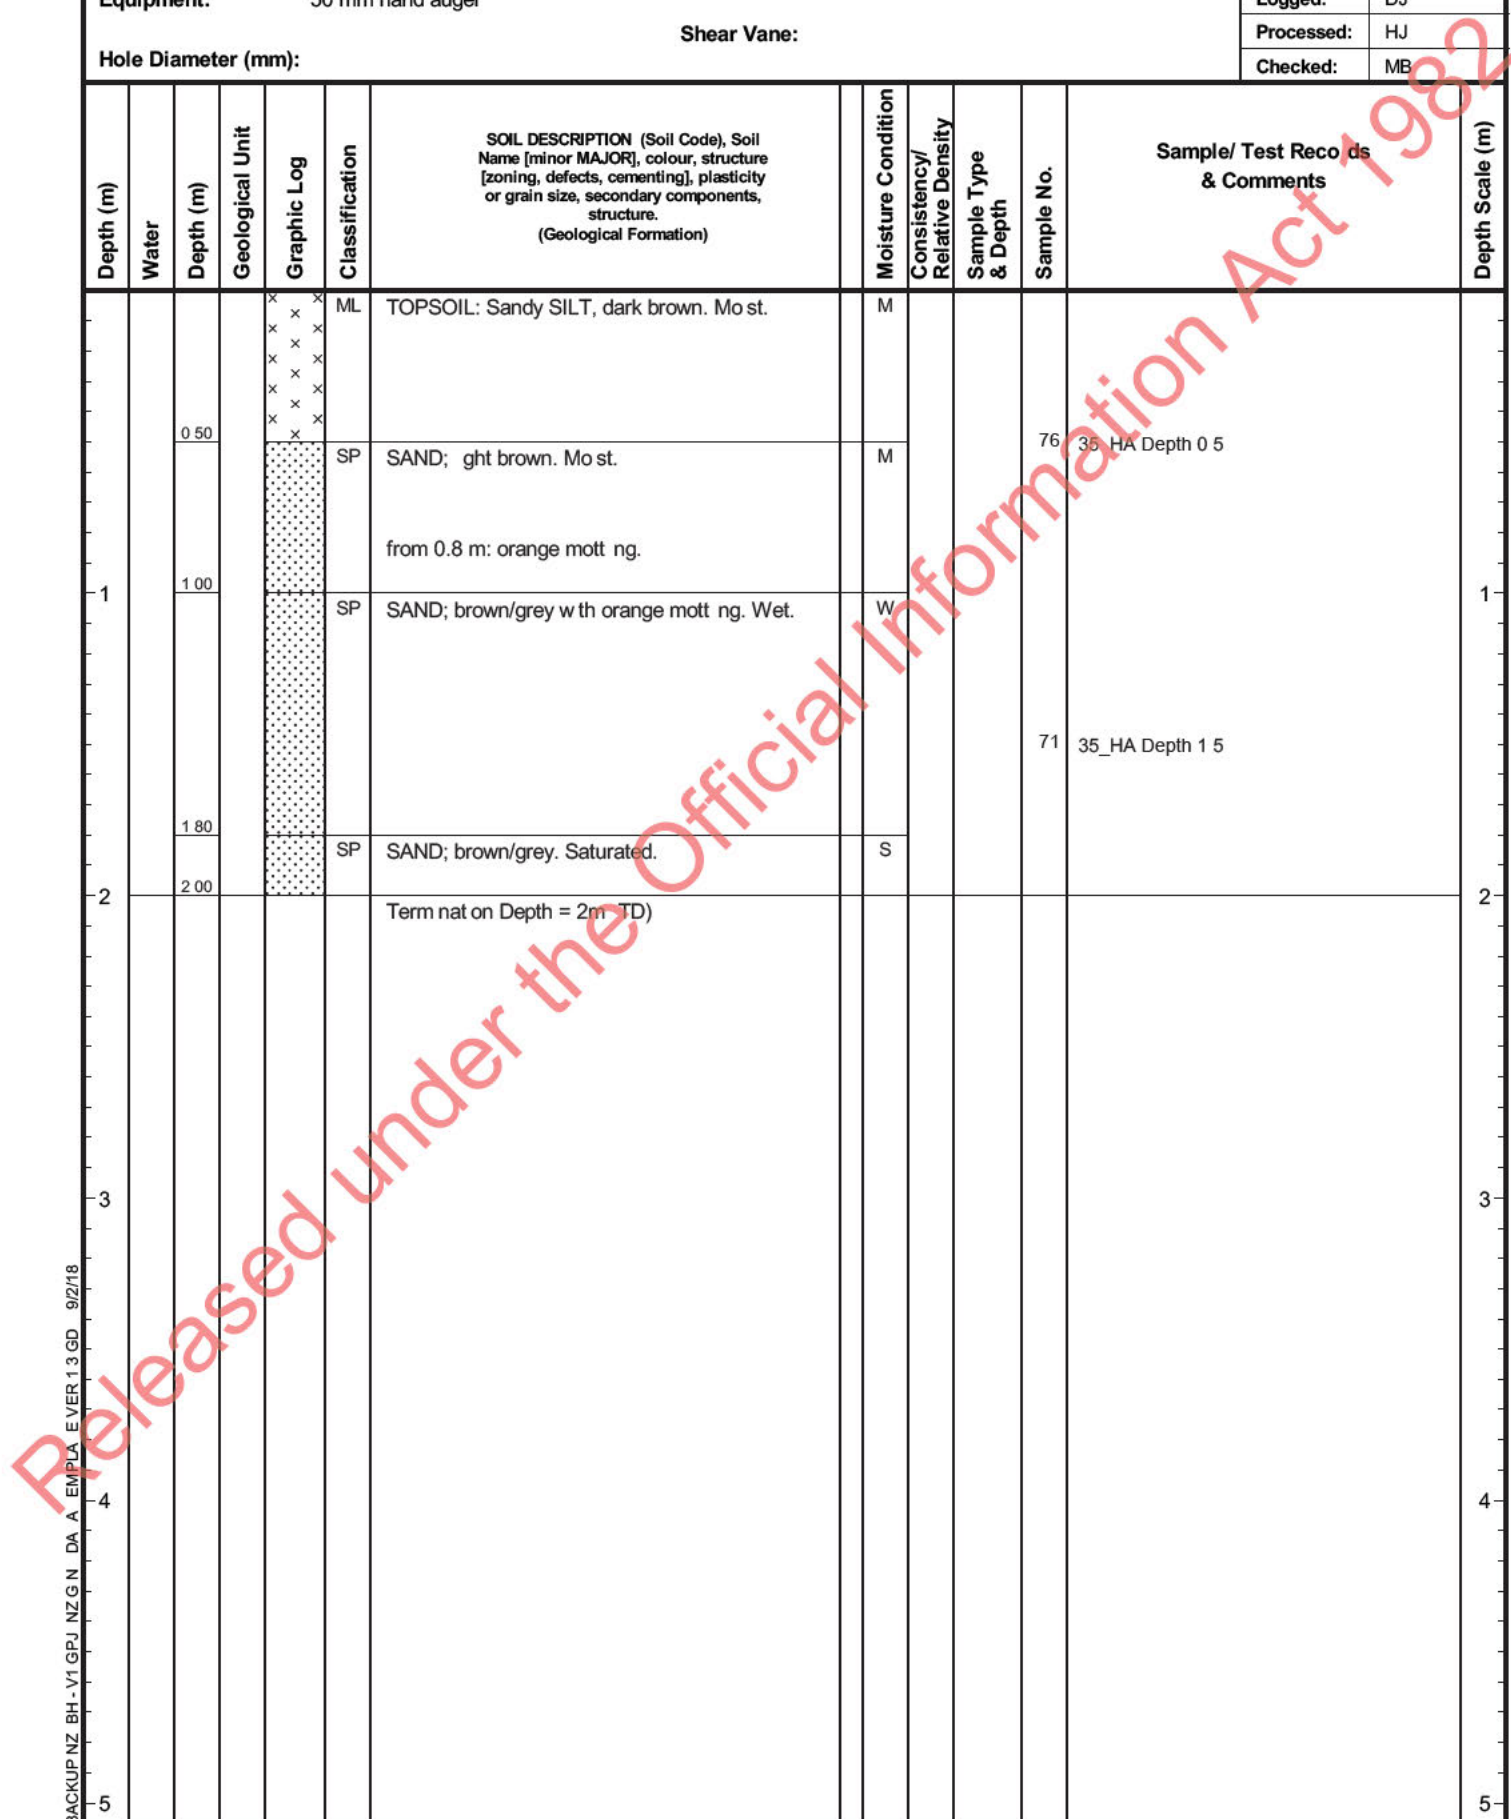 Equipment: 50 mm hand auger
Logged: DJ
Shear Vane:
Processed: HJ
Hole Diameter (mm):
Checked: MB
Depth (m)
Water
Depth (m)
Geological Unit
Graphic Log
Classification
SOIL DESCRIPTION (Soil Code), Soil
Name [minor MAJOR], colour, structure
[zoning, defects, cementing], plasticity
or grain size, secondary components,
structure.
(Geological Formation)
Moisture Condition
Consistency/
Relative Density
Sample Type
& Depth
Sample No.
Sample/ Test Reco ds
& Comments
Depth Scale (m)
ML TOPSOIL: Sandy SILT, dark brown. Mo st. M
0 50
76 35_HA Depth 0 5
SP SAND; ght brown. Mo st. M
from 0.8 m: orange mott ng.
1 00
1 1
SP SAND; brown/grey w th orange mott ng. Wet. W
71 35_HA Depth 1 5
1 80
SP SAND; brown/grey. Saturated. S
2 00
2 2
Term nat on Depth = 2m TD)
3 3
4 4
5 5
BACKUP NZ BH - V1 GPJ NZ G N DA A EMPLA E VER 1 3 GD 9/2/18
Released under the Official Information Act 1982